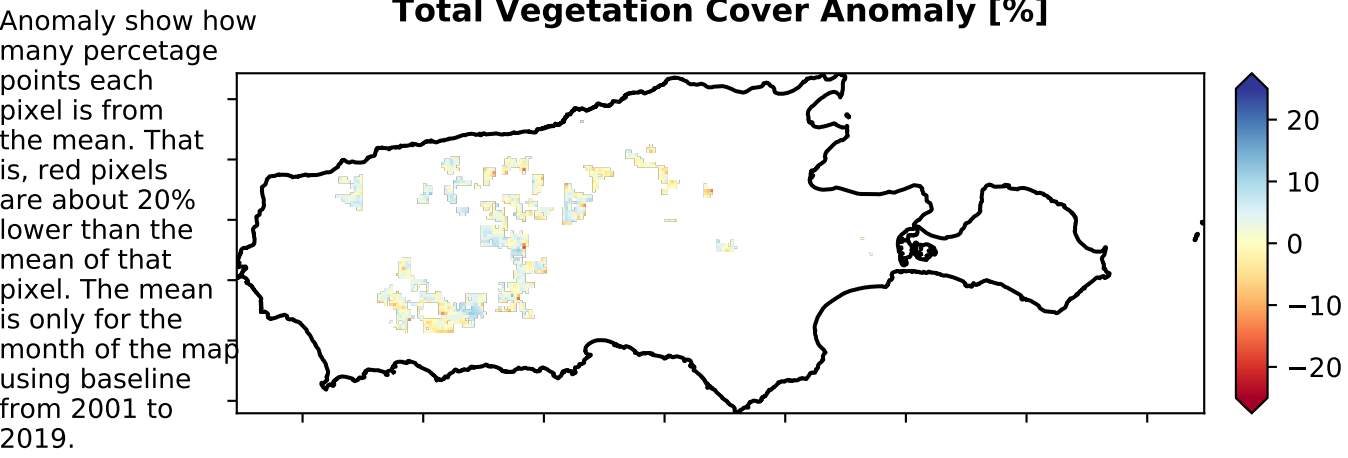 Total Vegetation Cover Anomaly [%]
Anomaly show how
many percetage
points each
pixel is from
the mean. That
is, red pixels
are about 20%
lower than the
mean of that
pixel. The mean
is only for the
month of the map
using baseline
from 2001 to
2019.
20
10
0
−10
−20